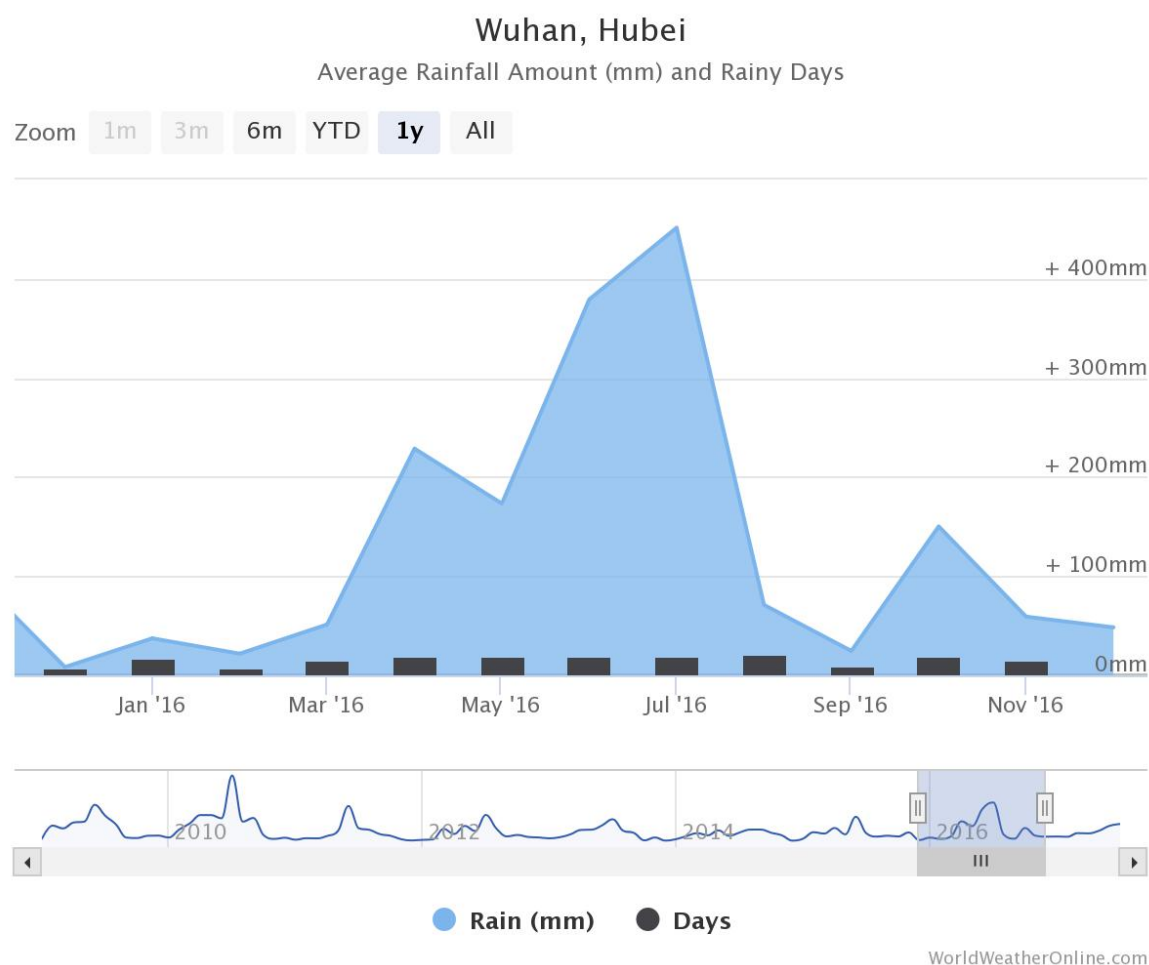 Wuhan, Hubei
Average Rainfall Amount (mm) and Rainy Days
Zoom 1m 3m 6m YTD 1y All
+ 400mm
+ 300mm
+ 200mm
+ 100mm
0mm
Jan '16 Mar '16 May '16 Jul '16 Sep '16 Nov '16
2010 2012 2014 2016
Rain (mm) Days
WorldWeatherOnline.com